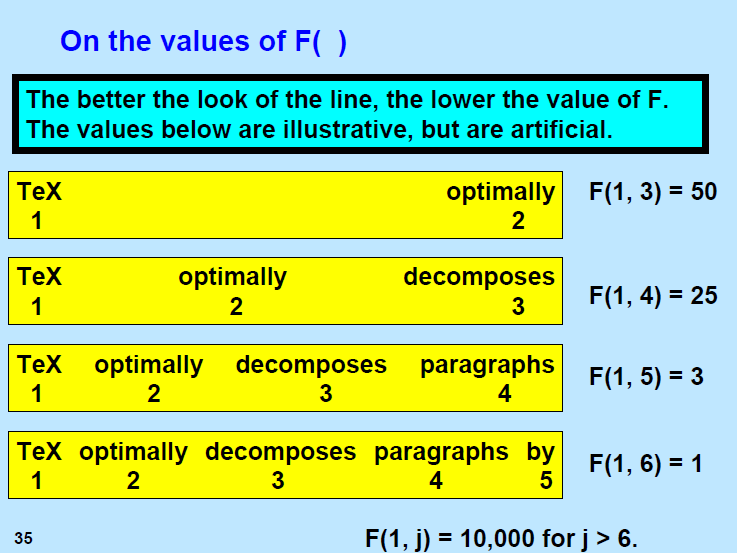 On the values of F( )
The better the look of the line, the lower the value of F.
The values below are illustrative, but are artificial.
TeX optimally F(1, 3) = 50
1 2
TeX optimally decomposes
1 2 3 F(1, 4) = 25
TeX optimally decomposes paragraphs F(1, 5) = 3
1 2 3 4
TeX optimally decomposes paragraphs by F(1, 6) = 1
1 2 3 4 5
35 F(1, j) = 10,000 for j > 6.